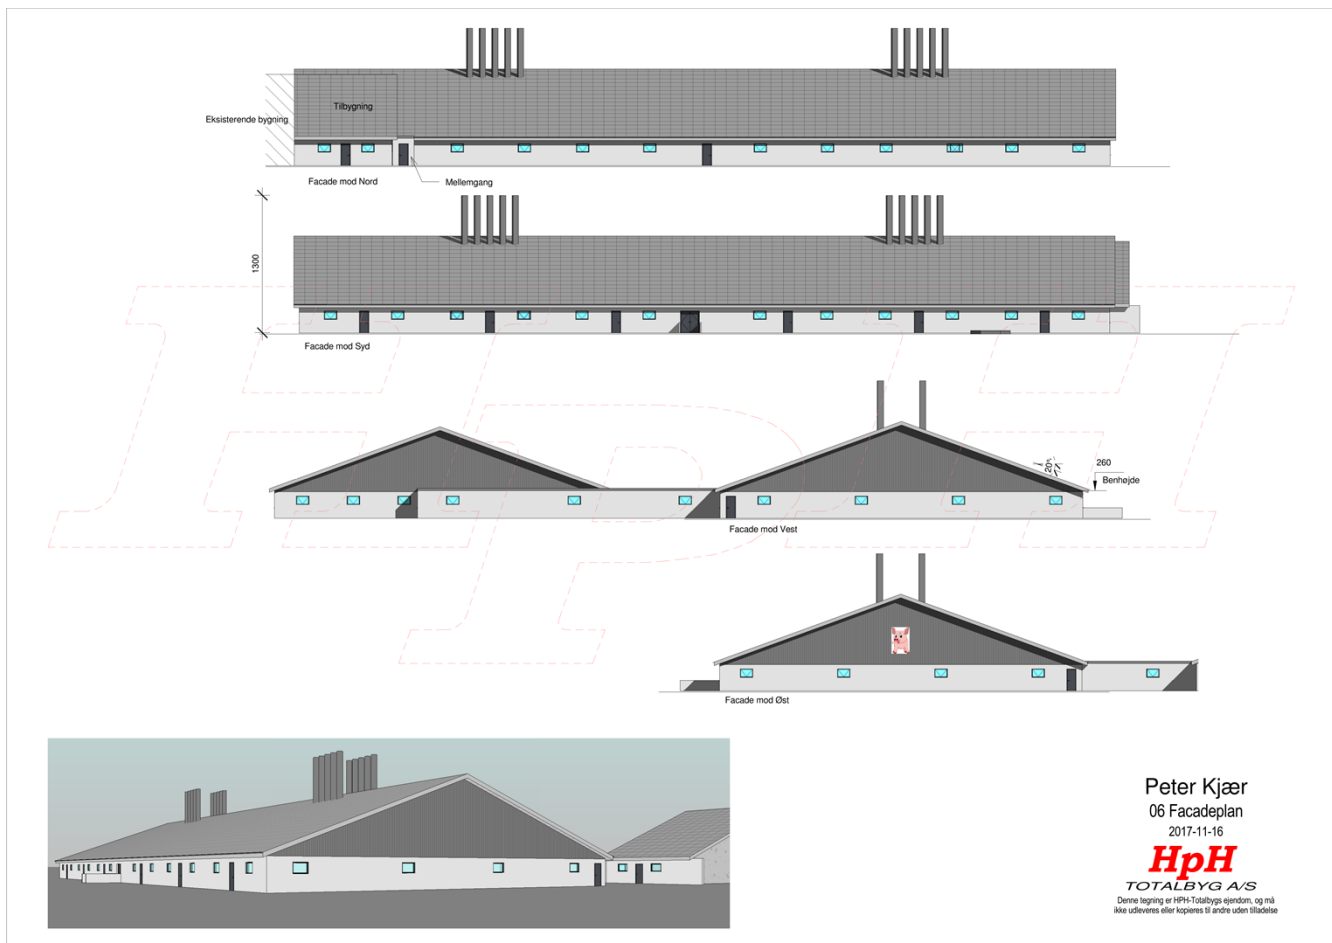 Tilbygning
Eksisterende bygning
Facade mod Nord
Mellemgang
1300
Facade mod Syd
20°
260
Benhøjde
Facade mod Vest
Facade mod Øst
Peter Kjær
06 Facadeplan
2017-11-16
HpH
TOTALBYG A/S
Denne tegning er HPH-Totalbygs ejendom, og må
ikke udleveres eller kopieres til andre uden tilladelse
HPH